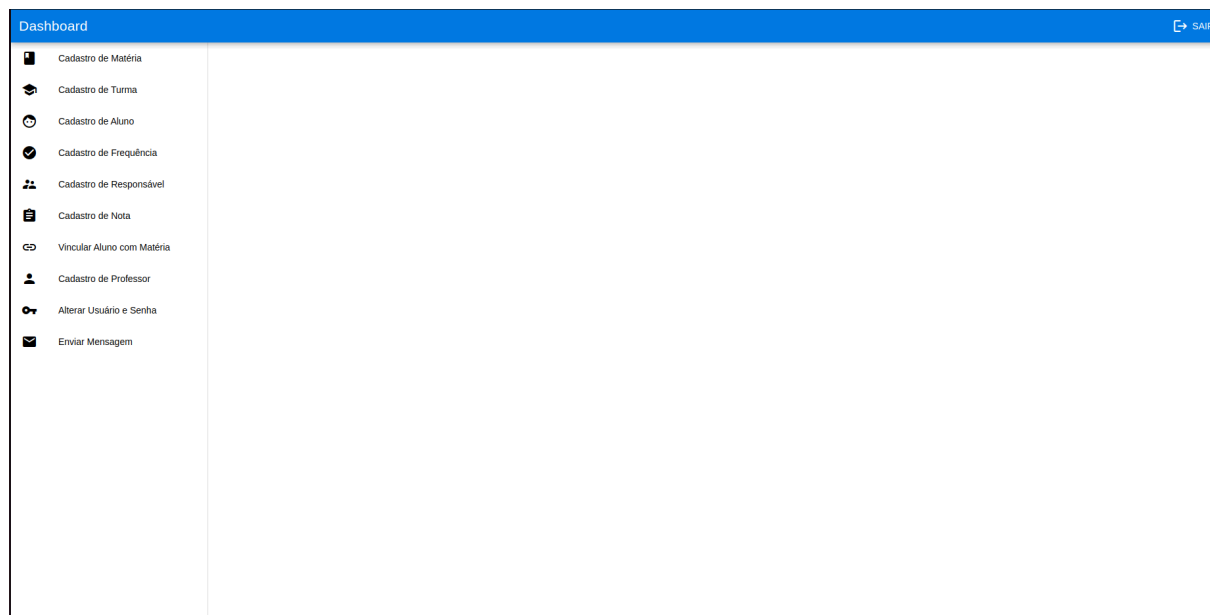 Dashboard
SAIR
Cadastro de Matéria
Cadastro de Turma
Cadastro de Aluno
Cadastro de Frequência
Cadastro de Responsável
Cadastro de Nota
Vincular Aluno com Matéria
Cadastro de Professor
Alterar Usuário e Senha
Enviar Mensagem